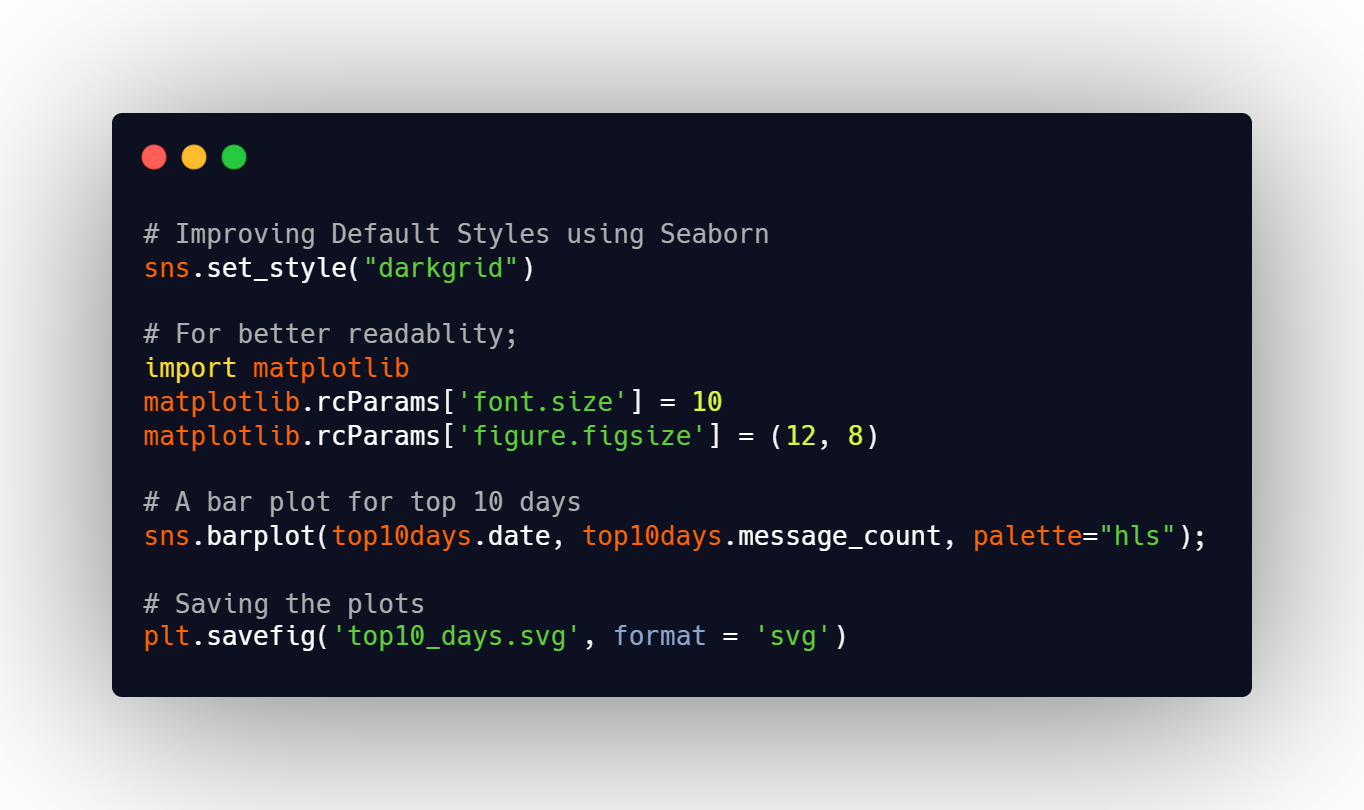 # Improving Default Styles using Seaborn
sns.set_style("darkgrid")
# For better readablity;
import matplotlib
matplotlib.rcParams['font.size'] = 10
matplotlib.rcParams['figure.figsize'] = (12, 8)
# A bar plot for top 10 days
sns.barplot(top10days.date, top10days.message_count, palette="hls");
# Saving the plots
plt.savefig('top10_days.svg', format = 'svg')